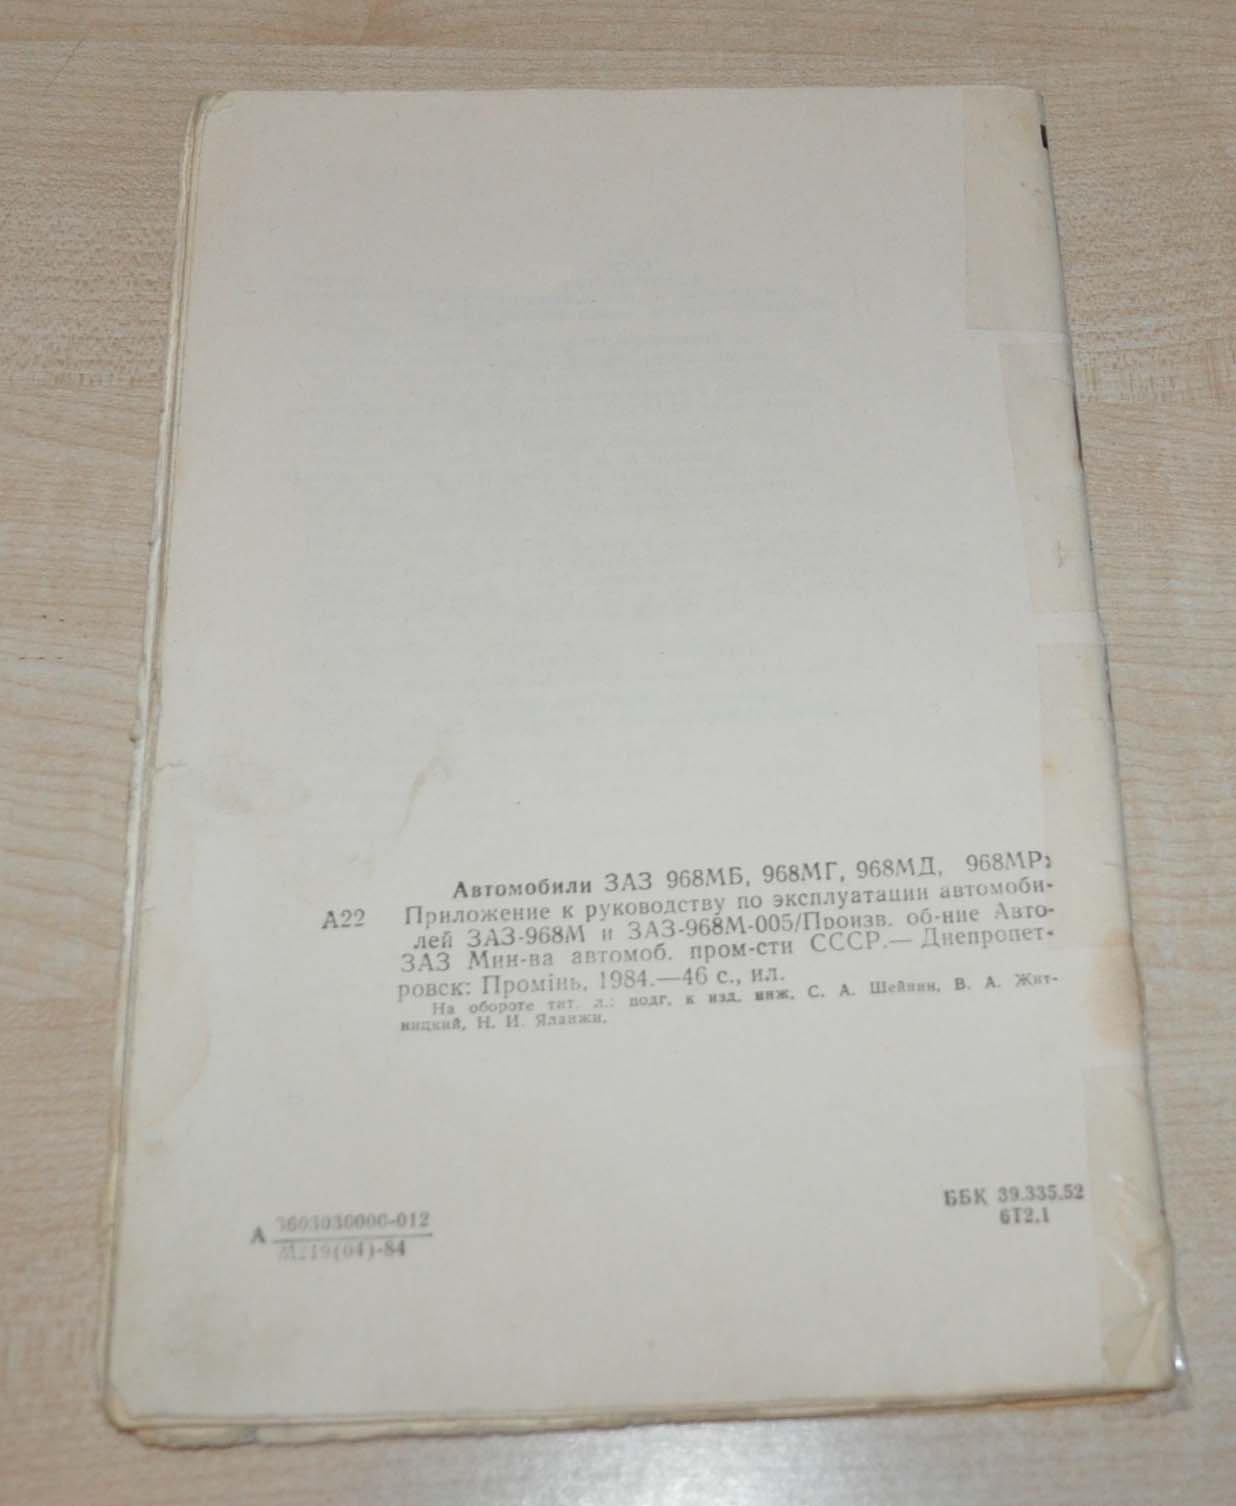 Автомобили ЗАЗ 968МБ, 968МГ, 968МД, 968МР:
А22 Приложение к руководству по эксплуатации автомоби-
лей ЗАЗ-968М и ЗАЗ-968М-005/Произв. об-ние Авто-
ЗАЗ Мин-ва автомоб. пром-сти СССР.— Днепропет-
ровск: Промінь, 1984.—46 с., ил.
На обороте тит. л.: подг. к изд. инж. С. А. Шейнин, В. А. Жит-
ницкий, Н. И. Яланжи.
ББК 39.335.52
6Т2.1
А 3603030000-012
М219(04)-84